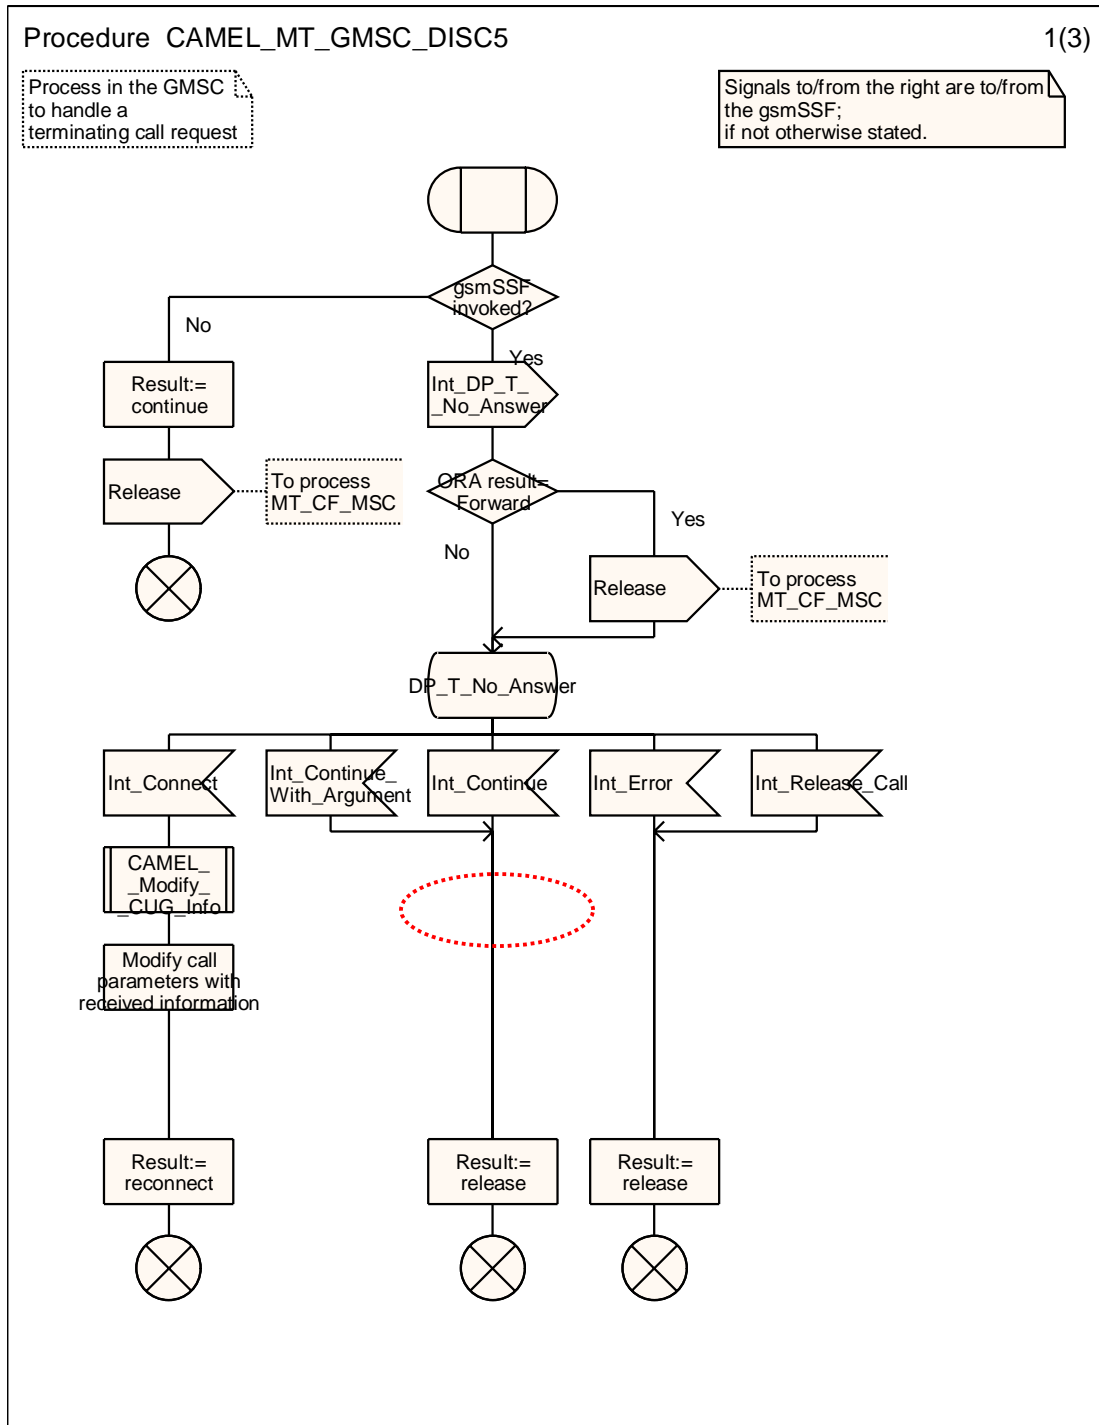 Procedure CAMEL_MT_GMSC_DISC5
1(3)
Process in the GMSC
to handle a
terminating call request
Signals to/from the right are to/from
the gsmSSF;
if not otherwise stated.
gsmSSF
invoked?
No
Yes
Result:=
continue
Int_DP_T_
_No_Answer
Release
To process
MT_CF_MSC
ORA result=
Forward
Yes
No
Release
To process
MT_CF_MSC
DP_T_No_Answer
Int_Connect
Int_Continue_
With_Argument
Int_Continue
Int_Error
Int_Release_Call
CAMEL_
_Modify_
_CUG_Info
Modify call
parameters with
received information
Result:=
reconnect
Result:=
release
Result:=
release